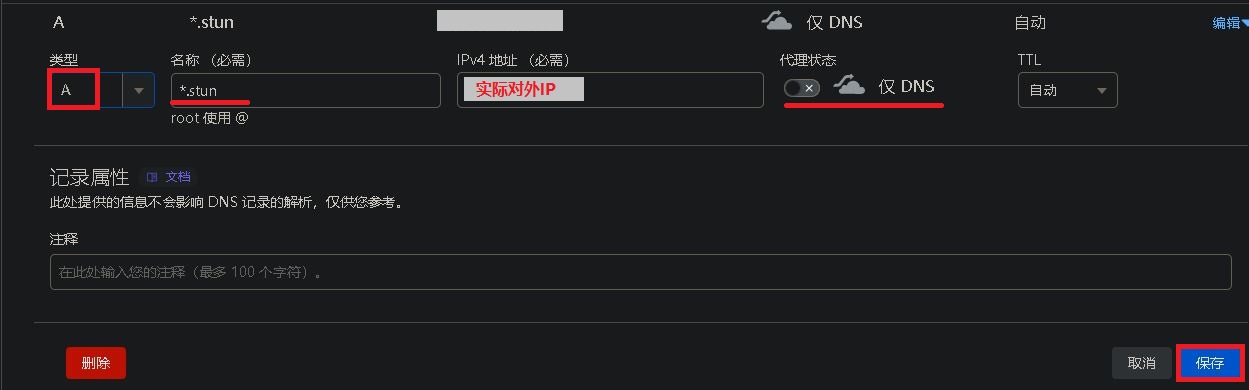 A *.stun 仅 DNS 自动 编辑
类型 名称 （必需） IPv4 地址 （必需） 代理状态 TTL
A *.stun 实际对外IP 仅 DNS 自动
root 使用 @
记录属性 文档
此处提供的信息不会影响 DNS 记录的解析，仅供您参考。
注释
在此处输入您的注释（最多 100 个字符）。
删除 取消 保存